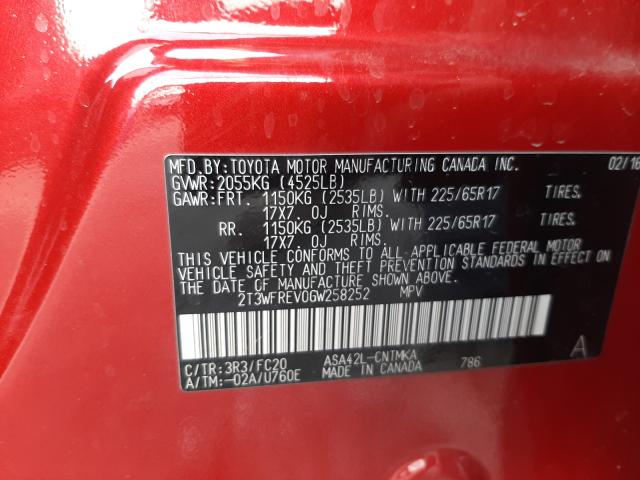 MFD.BY:TOYOTA MOTOR MANUFACTURING CANADA INC. 02/16
GVWR:2055KG (4525LB)
GAWR:FRT. 1150KG (2535LB) WITH 225/65R17 TIRES,
17X7.0J RIMS.
RR. 1150KG (2535LB) WITH 225/65R17 TIRES,
17X7.0J RIMS.
THIS VEHICLE CONFORMS TO ALL APPLICABLE FEDERAL MOTOR
VEHICLE SAFETY AND THEFT PREVENTION STANDARDS IN EFFECT ON
THE DATE OF MANUFACTURE SHOWN ABOVE.
2T3WFREV0GW258252 MPV
C/TR:3R3/FC20 ASA42L-CNTMKA 786 A
A/TM:-02A/U760E MADE IN CANADA